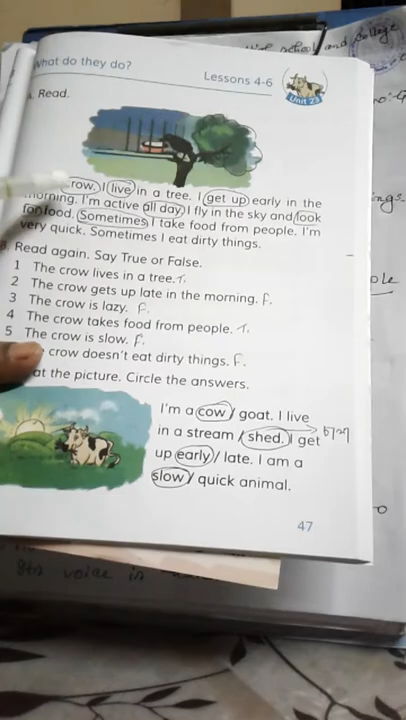 school and college
What do they do?
Lessons 4-6
Unit 23
Read.
row. I live in a tree. I get up early in the
morning. I'm active all day. I fly in the sky and look
for food. Sometimes I take food from people. I'm
very quick. Sometimes I eat dirty things.
Read again. Say True or False.
1 The crow lives in a tree. T.
2 The crow gets up late in the morning. F.
3 The crow is lazy. F.
4 The crow takes food from people. T.
5 The crow is slow. F.
crow doesn't eat dirty things. F.
at the picture. Circle the answers.
I'm a cow / goat. I live
in a stream / shed. I get
up early / late. I am a
slow / quick animal.
47
voice in